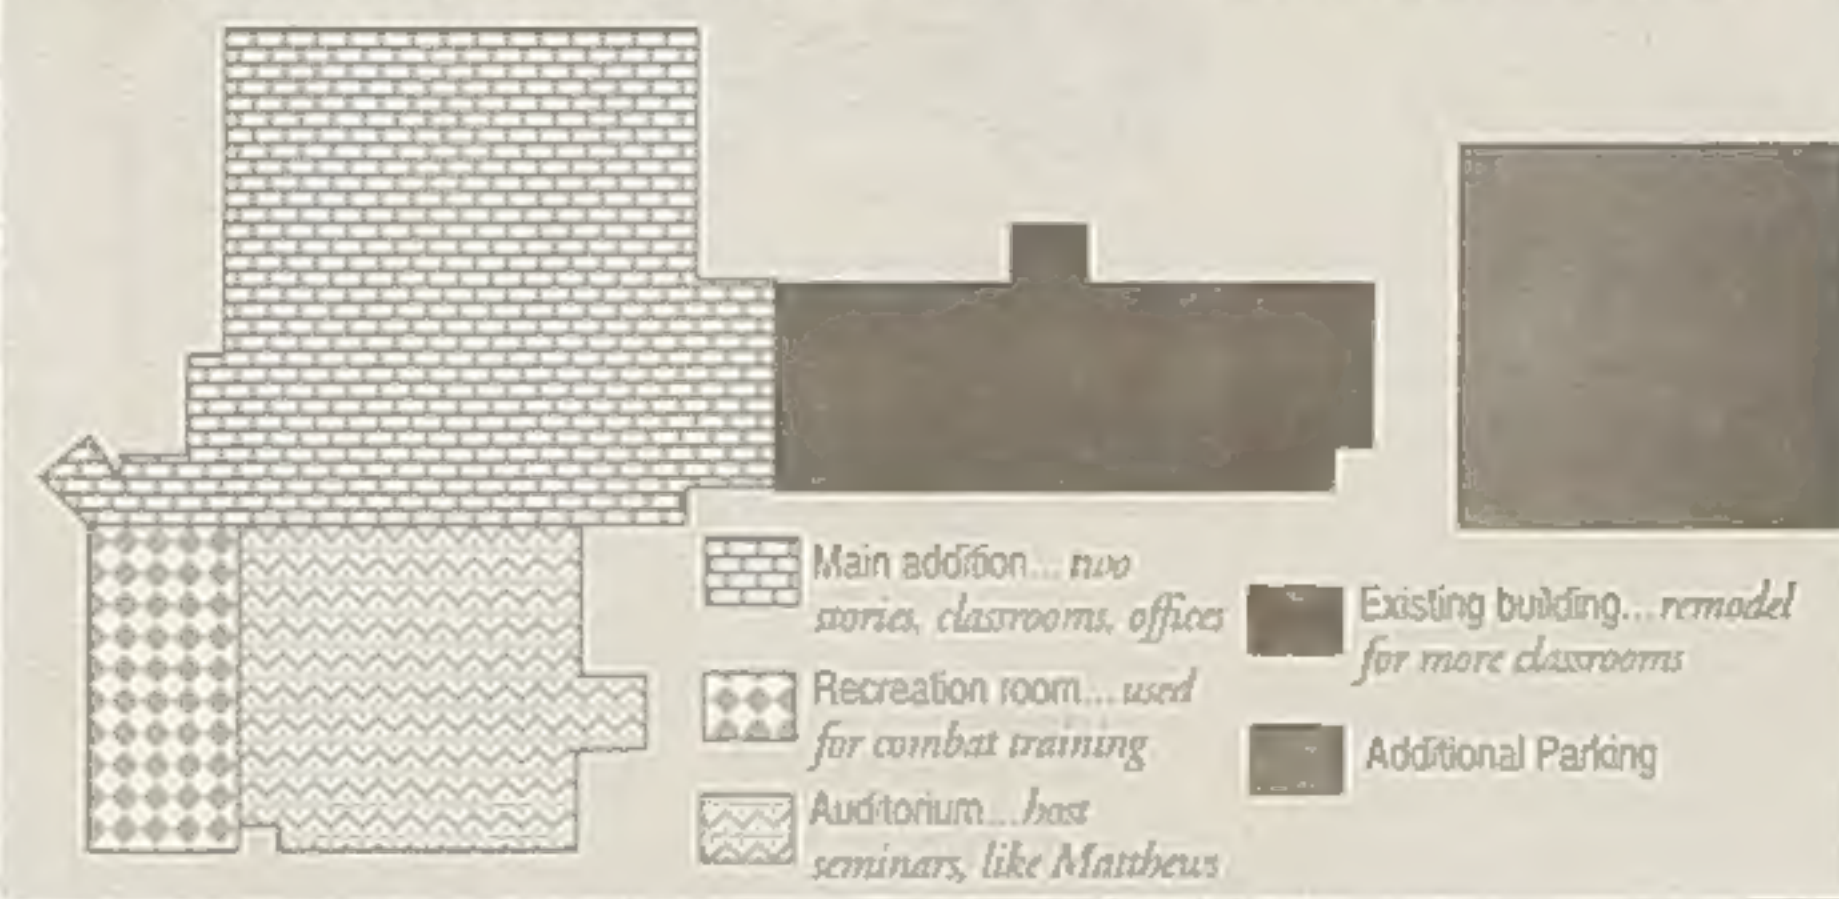 Main addition... two
stories, classrooms, offices
Recreation room... used
for combat training
Auditorium... host
seminars, like Matthews
Existing building... remodel
for more classrooms
Additional Parking